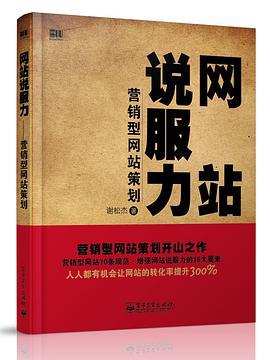 网站
说服力
营销型网站策划
谢松杰 著
营销型网站策划开山之作
营销型网站10条规范·增强网站说服力的16大要素
人人都有机会让网站的转化率提升300%
电子工业出版社
网站说服力——营销型网站策划